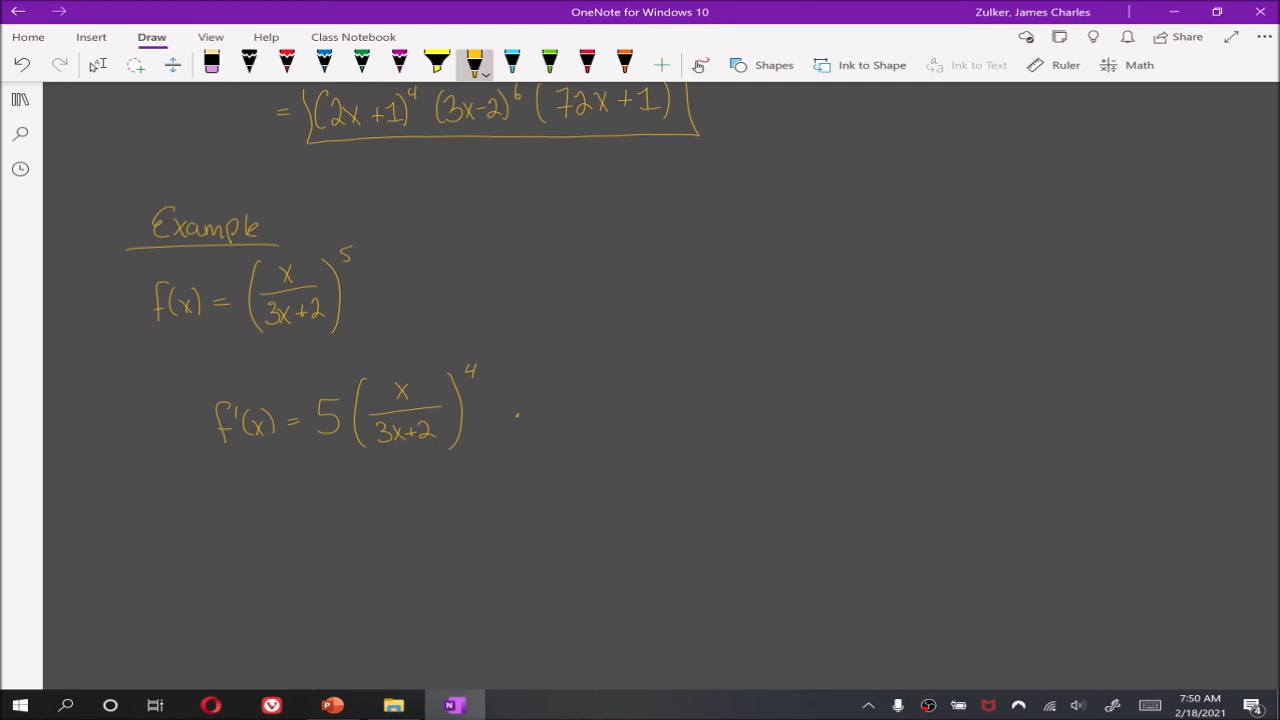 OneNote for Windows 10
Zulker, James Charles
Home Insert Draw View Help Class Notebook
Share
Shapes Ink to Shape Ink to Text Ruler Math
= (2x+1)^4 (3x-2)^6 (72x+1)
Example
f(x) = (x/(3x+2))^5
f'(x) = 5 (x/(3x+2))^4 ·
7:50 AM
2/18/2021
4